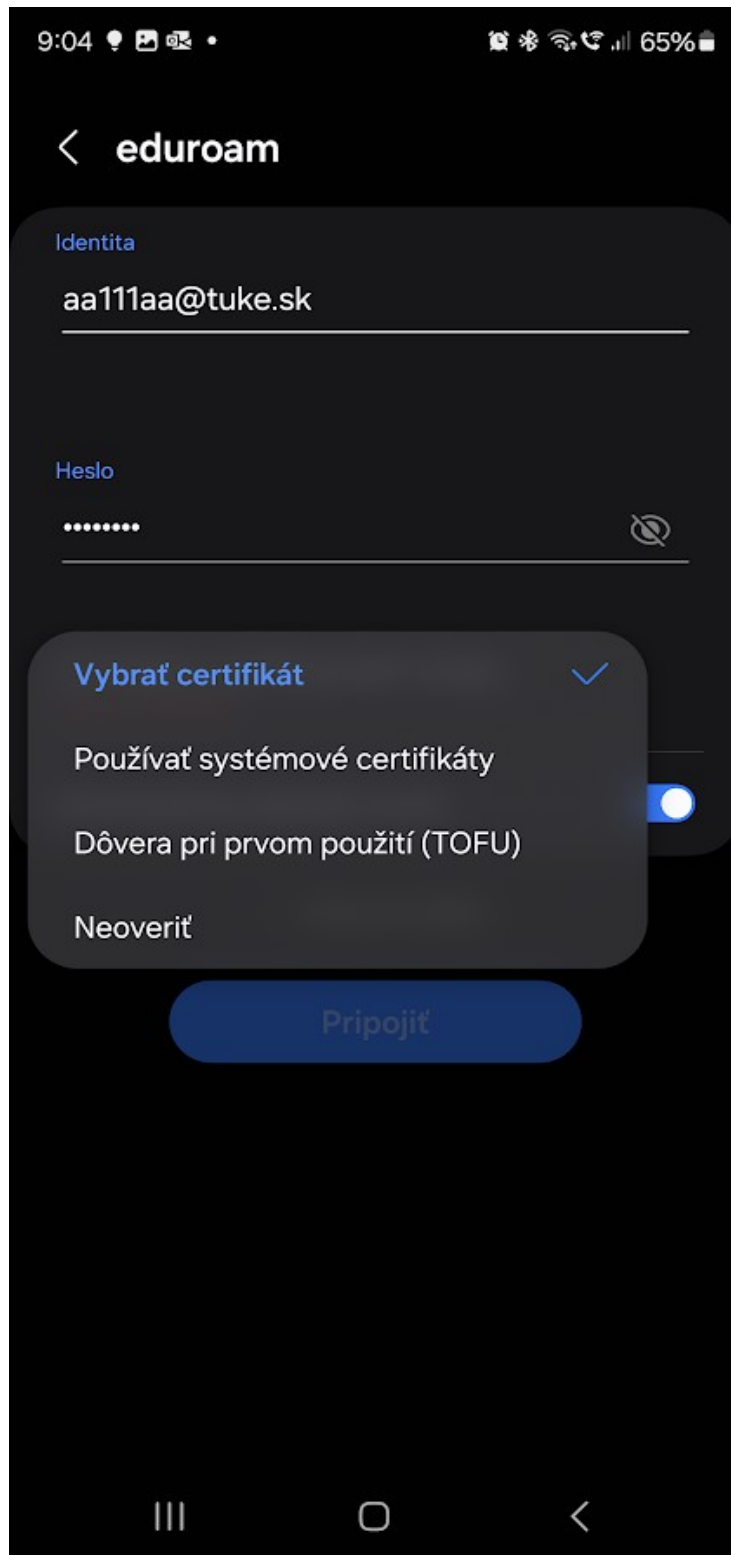 9:04
65%
eduroam
Identita
aa111aa@tuke.sk
Heslo
••••••••
Vybrať certifikát
Používať systémové certifikáty
Dôvera pri prvom použití (TOFU)
Neoveriť
Pripojiť